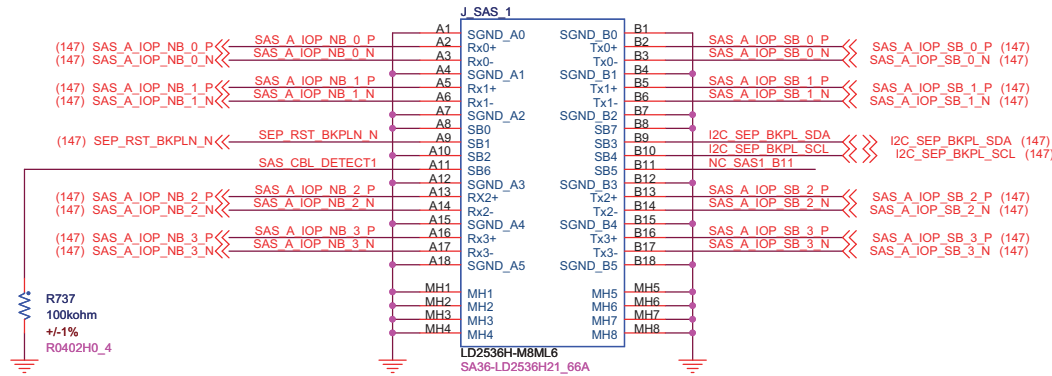 J_SAS_1
A1 SGND_A0 SGND_B0 B1
(147) SAS_A_IOP_NB_0_P SAS_A_IOP_NB_0_P A2 Rx0+ Tx0+ B2 SAS_A_IOP_SB_0_P SAS_A_IOP_SB_0_P (147)
(147) SAS_A_IOP_NB_0_N SAS_A_IOP_NB_0_N A3 Rx0- Tx0- B3 SAS_A_IOP_SB_0_N SAS_A_IOP_SB_0_N (147)
A4 SGND_A1 SGND_B1 B4
(147) SAS_A_IOP_NB_1_P SAS_A_IOP_NB_1_P A5 Rx1+ Tx1+ B5 SAS_A_IOP_SB_1_P SAS_A_IOP_SB_1_P (147)
(147) SAS_A_IOP_NB_1_N SAS_A_IOP_NB_1_N A6 Rx1- Tx1- B6 SAS_A_IOP_SB_1_N SAS_A_IOP_SB_1_N (147)
A7 SGND_A2 SGND_B2 B7
A8 SB0 SB7 B8
(147) SEP_RST_BKPLN_N SEP_RST_BKPLN_N A9 SB1 SB3 B9 I2C_SEP_BKPL_SDA I2C_SEP_BKPL_SDA (147)
A10 SB2 SB4 B10 I2C_SEP_BKPL_SCL I2C_SEP_BKPL_SCL (147)
SAS_CBL_DETECT1 A11 SB6 SB5 B11 NC_SAS1_B11
A12 SGND_A3 SGND_B3 B12
(147) SAS_A_IOP_NB_2_P SAS_A_IOP_NB_2_P A13 RX2+ Tx2+ B13 SAS_A_IOP_SB_2_P SAS_A_IOP_SB_2_P (147)
(147) SAS_A_IOP_NB_2_N SAS_A_IOP_NB_2_N A14 Rx2- Tx2- B14 SAS_A_IOP_SB_2_N SAS_A_IOP_SB_2_N (147)
A15 SGND_A4 SGND_B4 B15
(147) SAS_A_IOP_NB_3_P SAS_A_IOP_NB_3_P A16 Rx3+ Tx3+ B16 SAS_A_IOP_SB_3_P SAS_A_IOP_SB_3_P (147)
(147) SAS_A_IOP_NB_3_N SAS_A_IOP_NB_3_N A17 Rx3- Tx3- B17 SAS_A_IOP_SB_3_N SAS_A_IOP_SB_3_N (147)
A18 SGND_A5 SGND_B5 B18
MH1 MH1 MH5 MH5
MH2 MH2 MH6 MH6
MH3 MH3 MH7 MH7
MH4 MH4 MH8 MH8
R737
100kohm
+/-1%
R0402H0_4
LD2536H-M8ML6
SA36-LD2536H21_66A